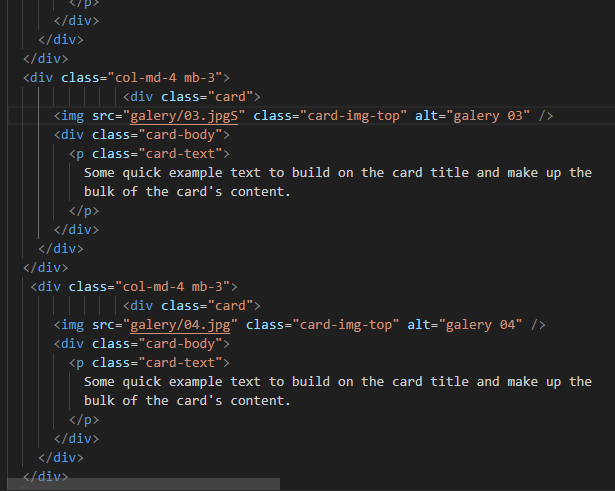 </p>
</div>
</div>
</div>
<div class="col-md-4 mb-3">
<div class="card">
<img src="galery/03.jpgS" class="card-img-top" alt="galery 03" />
<div class="card-body">
<p class="card-text">
Some quick example text to build on the card title and make up the
bulk of the card's content.
</p>
</div>
</div>
</div>
<div class="col-md-4 mb-3">
<div class="card">
<img src="galery/04.jpg" class="card-img-top" alt="galery 04" />
<div class="card-body">
<p class="card-text">
Some quick example text to build on the card title and make up the
bulk of the card's content.
</p>
</div>
</div>
</div>